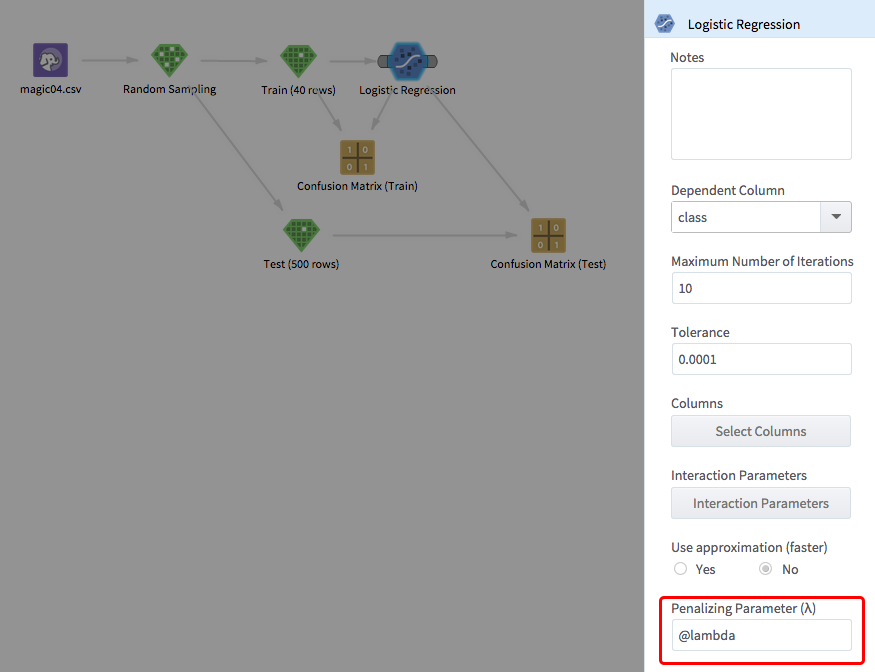 magic04.csv
Random Sampling
Train (40 rows)
Logistic Regression
1 0
0 1
Confusion Matrix (Train)
Test (500 rows)
1 0
0 1
Confusion Matrix (Test)
Logistic Regression
Notes
Dependent Column
class
Maximum Number of Iterations
10
Tolerance
0.0001
Columns
Select Columns
Interaction Parameters
Interaction Parameters
Use approximation (faster)
Yes No
Penalizing Parameter (λ)
@lambda